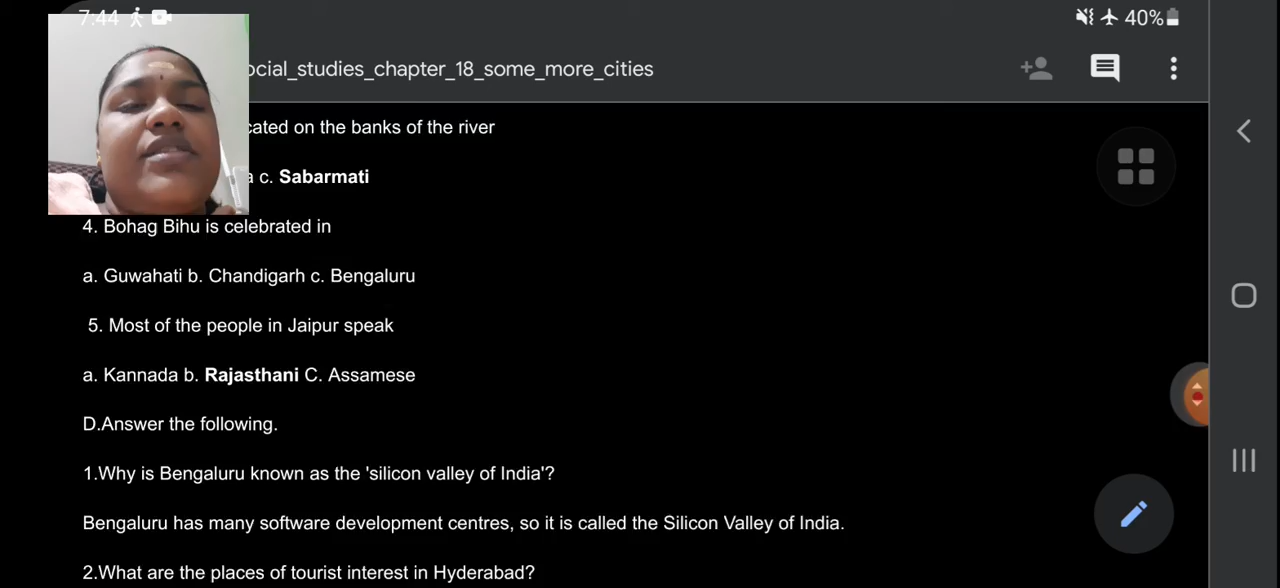 7:44 40%
ocial_studies_chapter_18_some_more_cities
cated on the banks of the river
a c. Sabarmati
4. Bohag Bihu is celebrated in
a. Guwahati b. Chandigarh c. Bengaluru
5. Most of the people in Jaipur speak
a. Kannada b. Rajasthani C. Assamese
D.Answer the following.
1.Why is Bengaluru known as the 'silicon valley of India'?
Bengaluru has many software development centres, so it is called the Silicon Valley of India.
2.What are the places of tourist interest in Hyderabad?